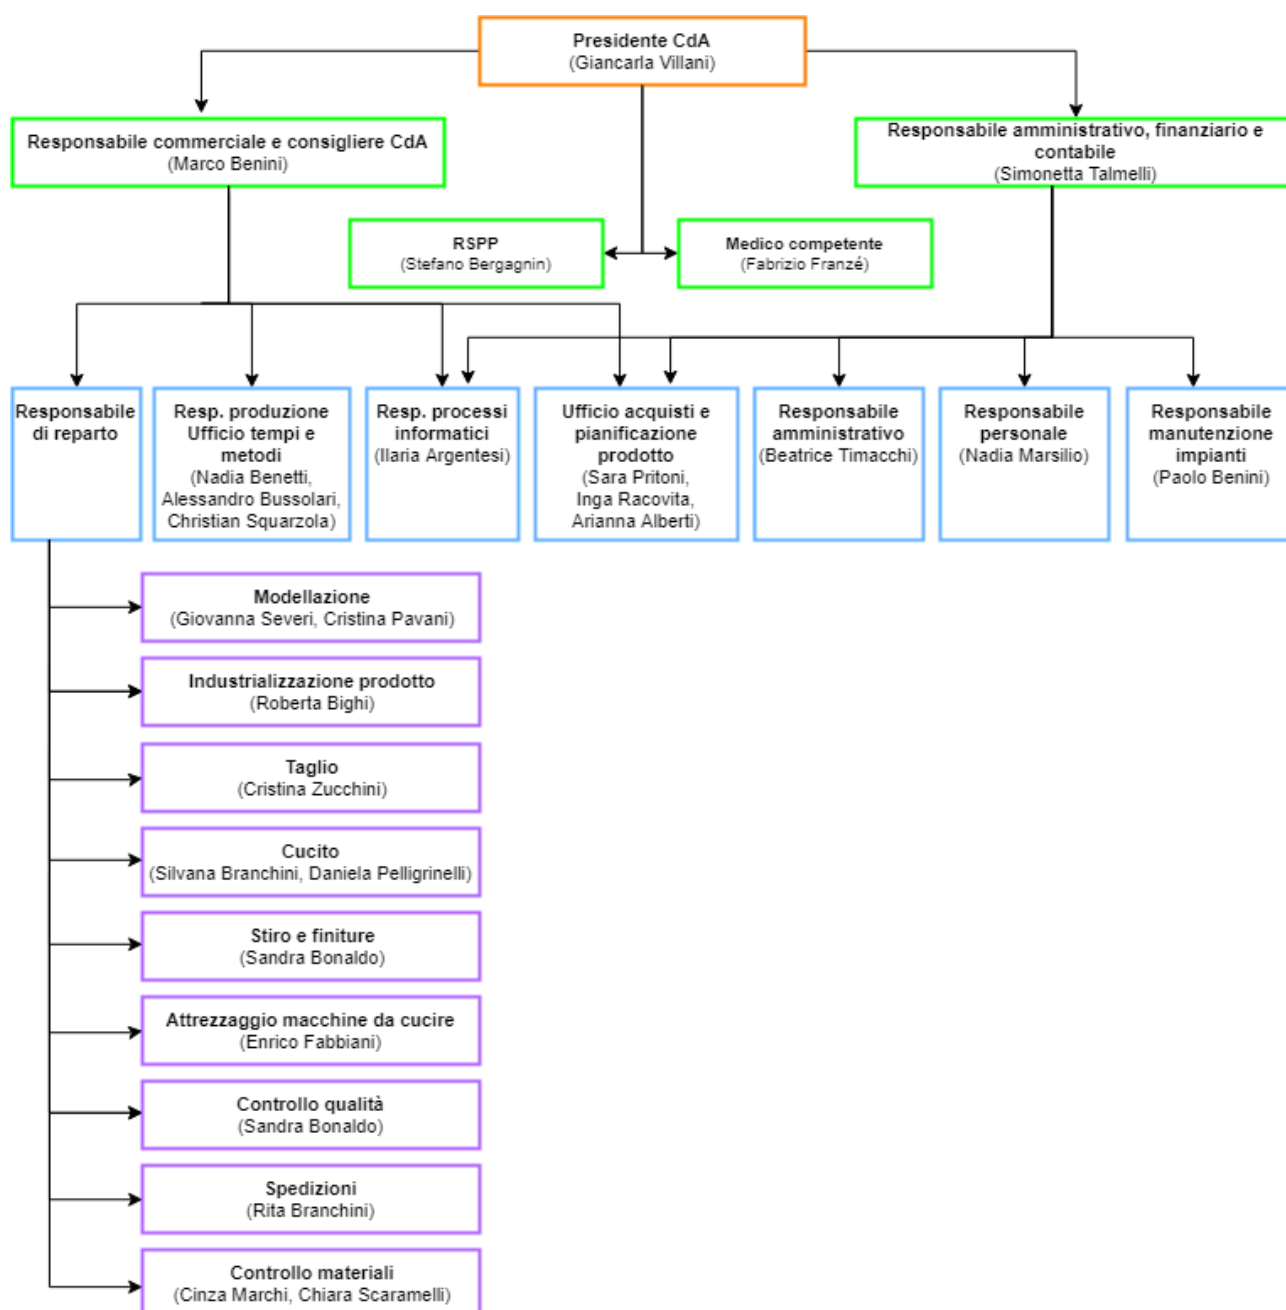 Presidente CdA
(Giancarla Villani)
Responsabile commerciale e consigliere CdA
(Marco Benini)
Responsabile amministrativo, finanziario e
contabile
(Simonetta Talmelli)
RSPP
(Stefano Bergagnin)
Medico competente
(Fabrizio Franzé)
Responsabile
di reparto
Resp. produzione
Ufficio tempi e
metodi
(Nadia Benetti,
Alessandro Bussolari,
Christian Squarzola)
Resp. processi
informatici
(Ilaria Argentesi)
Ufficio acquisti e
pianificazione
prodotto
(Sara Pritoni,
Inga Racovita,
Arianna Alberti)
Responsabile
amministrativo
(Beatrice Timacchi)
Responsabile
personale
(Nadia Marsilio)
Responsabile
manutenzione
impianti
(Paolo Benini)
Modellazione
(Giovanna Severi, Cristina Pavani)
Industrializzazione prodotto
(Roberta Bighi)
Taglio
(Cristina Zucchini)
Cucito
(Silvana Branchini, Daniela Pelligrinelli)
Stiro e finiture
(Sandra Bonaldo)
Attrezzaggio macchine da cucire
(Enrico Fabbiani)
Controllo qualità
(Sandra Bonaldo)
Spedizioni
(Rita Branchini)
Controllo materiali
(Cinza Marchi, Chiara Scaramelli)